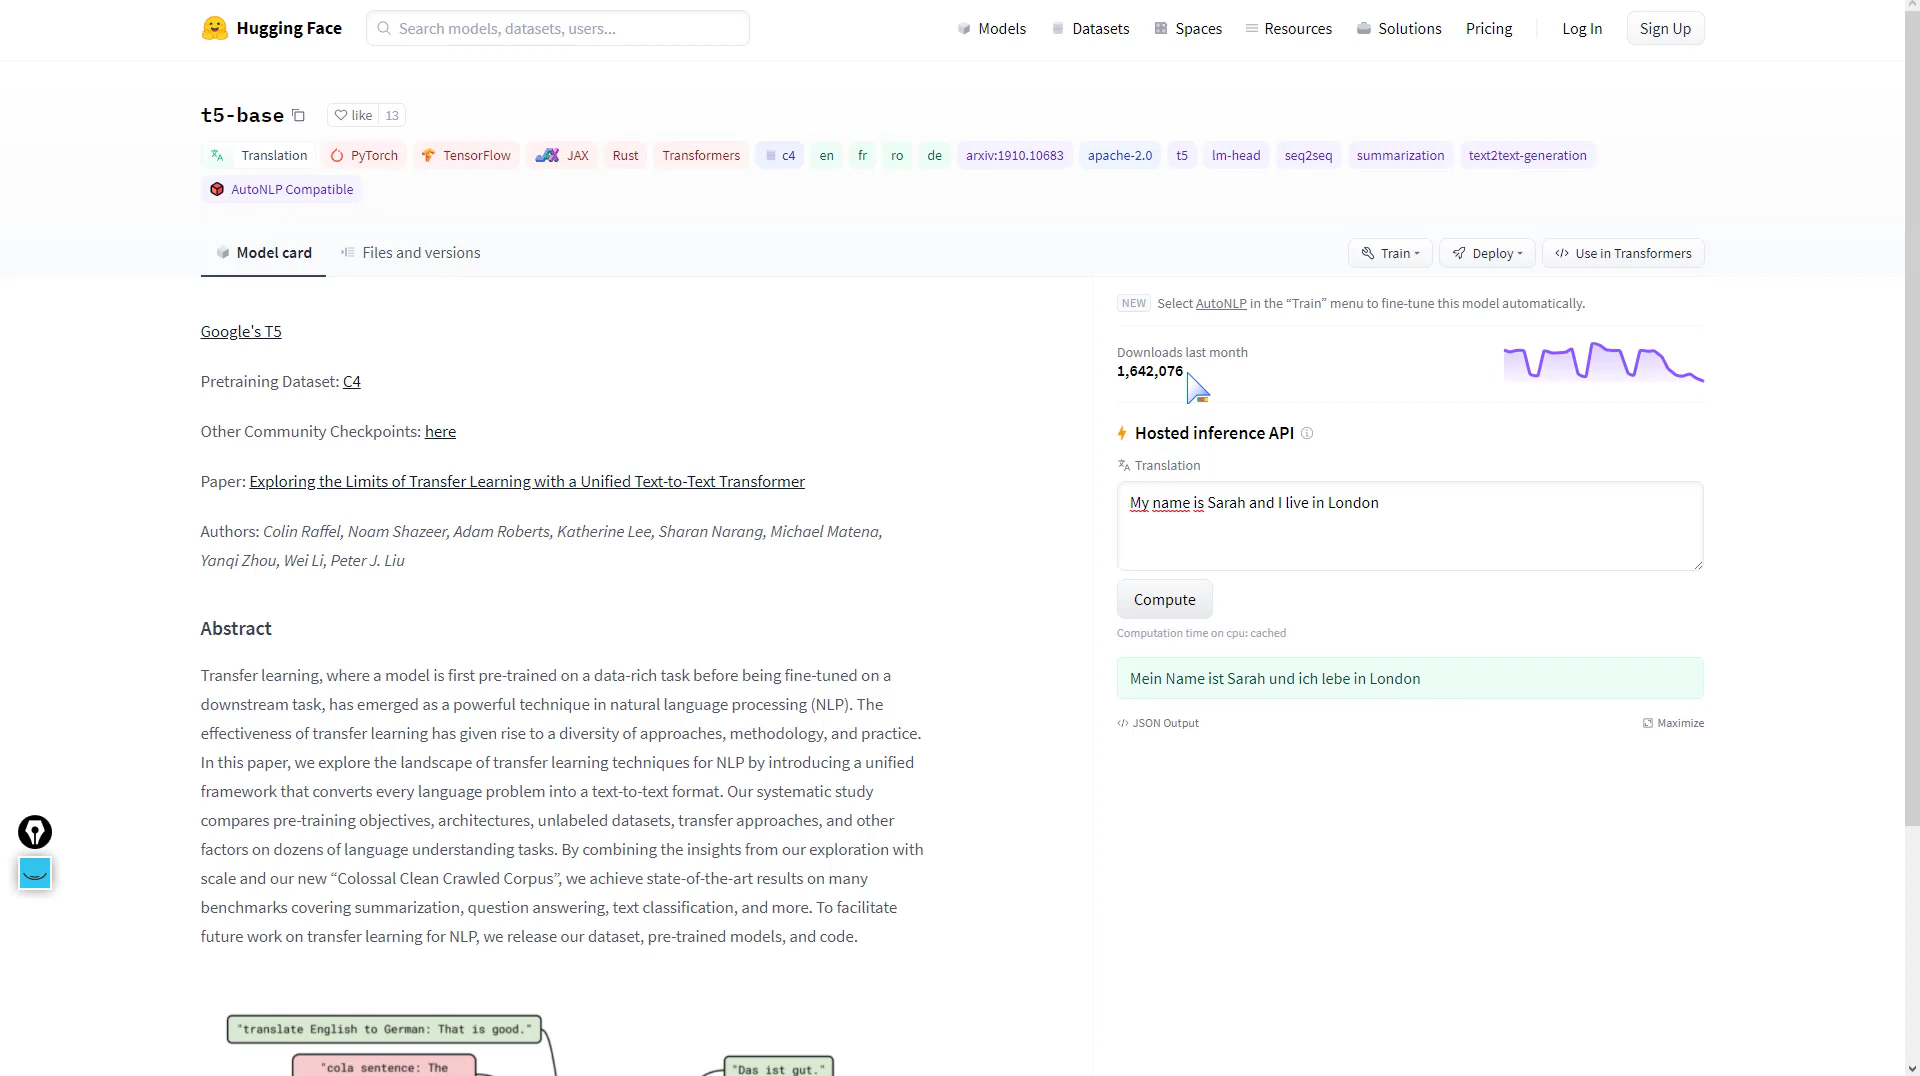 Hugging Face
Search models, datasets, users...
Models
Datasets
Spaces
Resources
Solutions
Pricing
Log In
Sign Up
t5-base
like 13
Translation PyTorch TensorFlow JAX Rust Transformers c4 en fr ro de arxiv:1910.10683 apache-2.0 t5 lm-head seq2seq summarization text2text-generation
AutoNLP Compatible
Model card
Files and versions
Train
Deploy
</> Use in Transformers
Google's T5
Pretraining Dataset: C4
Other Community Checkpoints: here
Paper: Exploring the Limits of Transfer Learning with a Unified Text-to-Text Transformer
Authors: Colin Raffel, Noam Shazeer, Adam Roberts, Katherine Lee, Sharan Narang, Michael Matena,
Yanqi Zhou, Wei Li, Peter J. Liu
Abstract
Transfer learning, where a model is first pre-trained on a data-rich task before being fine-tuned on a
downstream task, has emerged as a powerful technique in natural language processing (NLP). The
effectiveness of transfer learning has given rise to a diversity of approaches, methodology, and practice.
In this paper, we explore the landscape of transfer learning techniques for NLP by introducing a unified
framework that converts every language problem into a text-to-text format. Our systematic study
compares pre-training objectives, architectures, unlabeled datasets, transfer approaches, and other
factors on dozens of language understanding tasks. By combining the insights from our exploration with
scale and our new “Colossal Clean Crawled Corpus”, we achieve state-of-the-art results on many
benchmarks covering summarization, question answering, text classification, and more. To facilitate
future work on transfer learning for NLP, we release our dataset, pre-trained models, and code.
"translate English to German: That is good."
"cola sentence: The
"Das ist gut."
NEW Select AutoNLP in the “Train” menu to fine-tune this model automatically.
Downloads last month
1,642,076
Hosted inference API
Translation
My name is Sarah and I live in London
Compute
Computation time on cpu: cached
Mein Name ist Sarah und ich lebe in London
</> JSON Output
Maximize